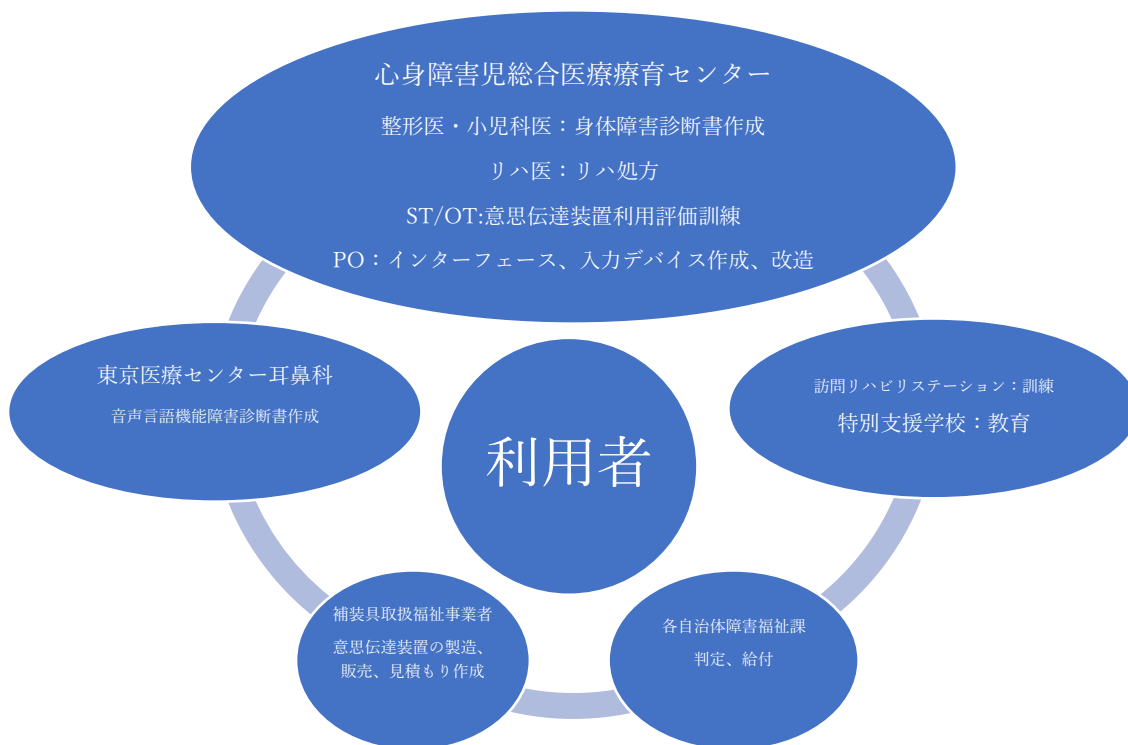 心身障害児総合医療療育センター
整形医・小児科医：身体障害診断書作成
リハ医：リハ処方
ST/OT:意思伝達装置利用評価訓練
PO：インターフェース、入力デバイス作成、改造
東京医療センター耳鼻科
音声言語機能障害診断書作成
訪問リハビリステーション：訓練
特別支援学校：教育
利用者
補装具取扱福祉事業者
意思伝達装置の製造、
販売、見積もり作成
各自治体障害福祉課
判定、給付